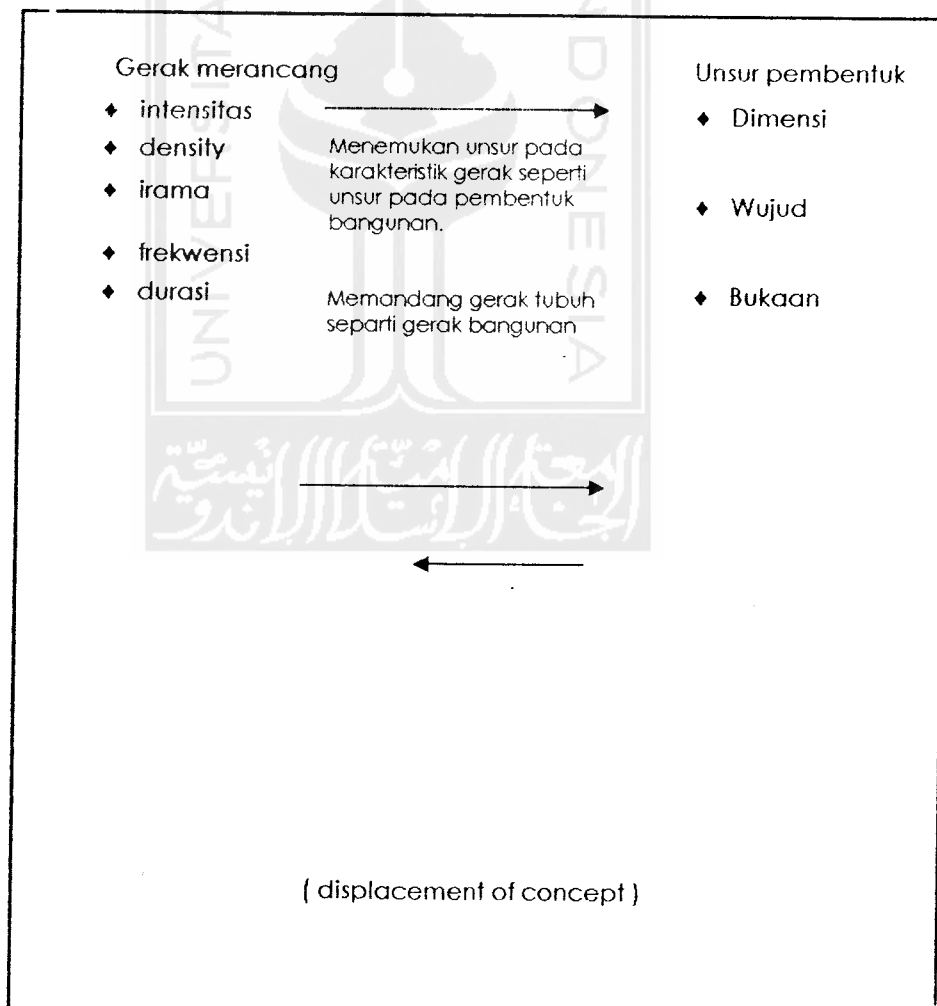 Gerak merancang
♦ intensitas
♦ density
♦ irama
♦ frekwensi
♦ durasi
Menemukan unsur pada
karakteristik gerak seperti
unsur pada pembentuk
bangunan.
Memandang gerak tubuh
separti gerak bangunan
Unsur pembentuk
♦ Dimensi
♦ Wujud
♦ Bukaan
( displacement of concept )